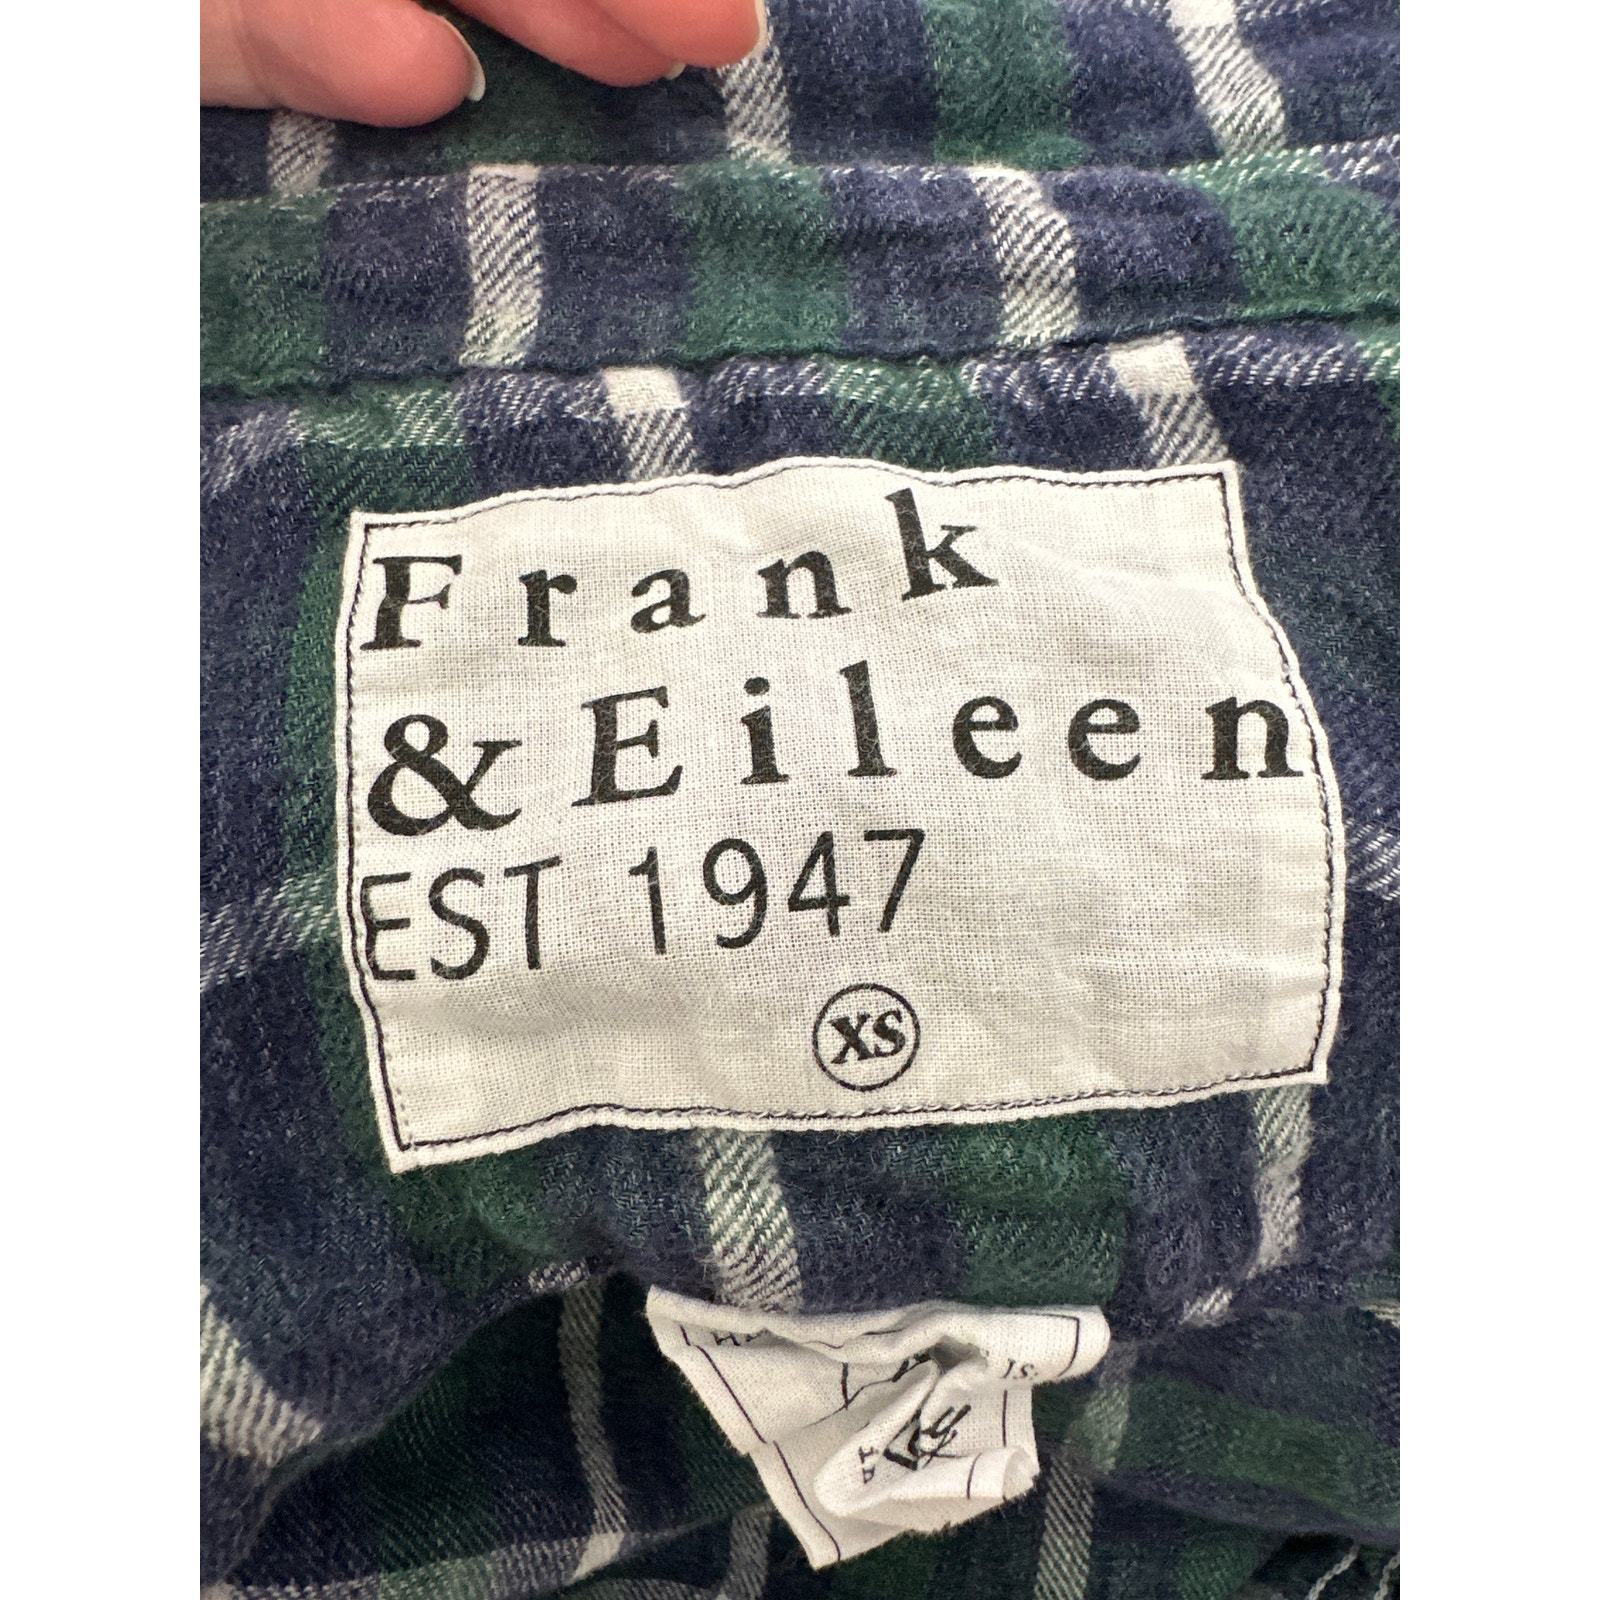 Frank
& Eileen
EST 1947
XS